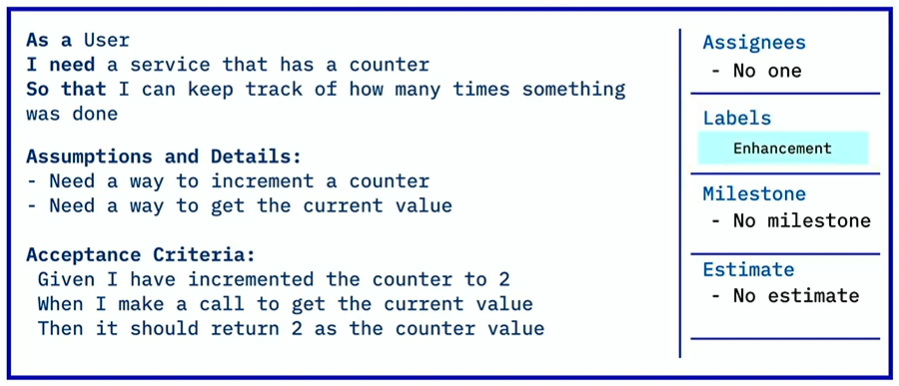 As a User
I need a service that has a counter
So that I can keep track of how many times something
was done
Assumptions and Details:
- Need a way to increment a counter
- Need a way to get the current value
Acceptance Criteria:
Given I have incremented the counter to 2
When I make a call to get the current value
Then it should return 2 as the counter value
Assignees
- No one
Labels
Enhancement
Milestone
- No milestone
Estimate
- No estimate